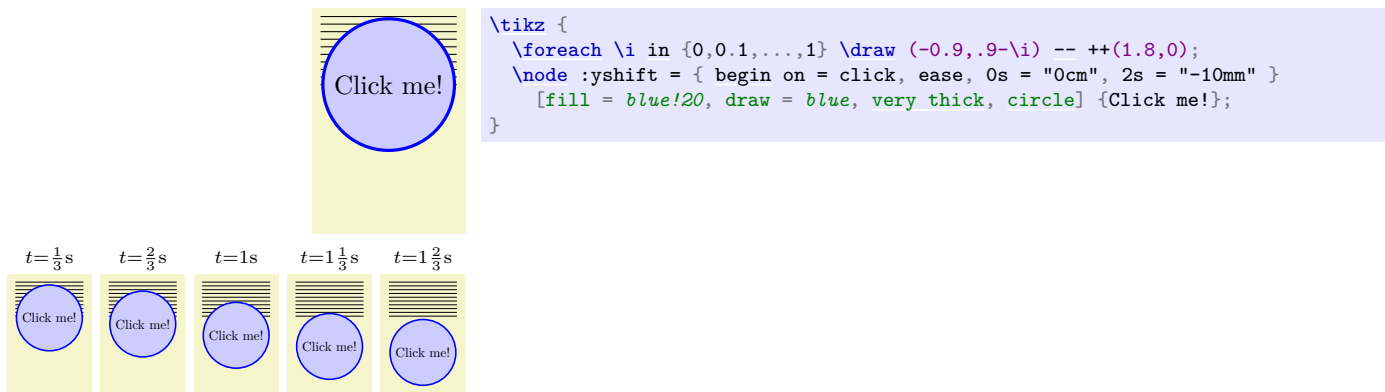 Click me!
\tikz {
  \foreach \i in {0,0.1,...,1} \draw (-0.9,.9-\i) -- ++(1.8,0);
  \node :yshift = { begin on = click, ease, 0s = "0cm", 2s = "-10mm" }
    [fill = blue!20, draw = blue, very thick, circle] {Click me!};
}
t=1/3s t=2/3s t=1s t=1 1/3s t=1 2/3s
Click me! Click me! Click me! Click me! Click me!